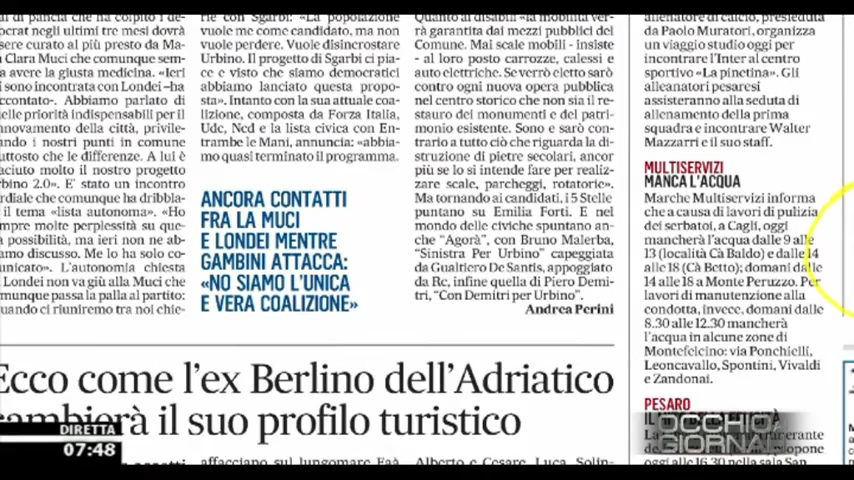 di pancia che ha colpito i de-
ocrat negli ultimi tre mesi dovrà
essere curato al più presto da Ma-
a Clara Muci che comunque sem-
a avere la giusta medicina. «Ieri
i sono incontrata con Londei –ha
accontato-. Abbiamo parlato di
elle priorità indispensabili per il
nnovamento della città, privile-
ando i nostri punti in comune
uttosto che le differenze. A lui è
aciuto molto il nostro progetto
rbino 2.0». E' stato un incontro
rdiale che comunque ha dribbla-
il tema «lista autonoma». «Ho
mpre molte perplessità su que-
a possibilità, ma ieri non ne ab-
amo discusso. Me lo ha solo co-
unicato». L'autonomia chiesta
Londei non va giù alla Muci che
munque passa la palla al partito:
uando ci riuniremo tra noi chie-
re con Sgarbi: «La popolazione
vuole me come candidato, ma non
vuole perdere. Vuole disincrostare
Urbino. Il progetto di Sgarbi ci pia-
ce e visto che siamo democratici
abbiamo lanciato questa propo-
sta». Intanto con la sua attuale coa-
lizione, composta da Forza Italia,
Udc, Ncd e la lista civica con En-
trambe le Mani, annuncia: «abbia-
mo quasi terminato il programma.
ANCORA CONTATTI
FRA LA MUCI
E LONDEI MENTRE
GAMBINI ATTACCA:
«NO SIAMO L'UNICA
E VERA COALIZIONE»
Quanto ai disabili «la mobilità ver-
rà garantita dai mezzi pubblici del
Comune. Mai scale mobili - insiste
- al loro posto carrozze, calessi e
auto elettriche. Se verrò eletto sarò
contro ogni nuova opera pubblica
nel centro storico che non sia il re-
stauro dei monumenti e del patri-
monio esistente. Sono e sarò con-
trario a tutto ciò che riguarda la di-
struzione di pietre secolari, ancor
più se lo si intende fare per realiz-
zare scale, parcheggi, rotatorie».
Ma tornando ai candidati, i 5 Stelle
puntano su Emilia Forti. E nel
mondo delle civiche spuntano an-
che “Agorà”, con Bruno Malerba,
“Sinistra Per Urbino” capeggiata
da Gualtiero De Santis, appoggiato
da Rc, infine quella di Piero Deme-
tri, “Con Demitri per Urbino”.
Andrea Perini
allenatore di calcio, presieduta
da Paolo Muratori, organizza
un viaggio studio oggi per
incontrare l'Inter al centro
sportivo «La pinetina». Gli
alleanatori pesaresi
assisteranno alla seduta di
allenamento della prima
squadra e incontrare Walter
Mazzarri e il suo staff.
MULTISERVIZI
MANCA L'ACQUA
Marche Multiservizi informa
che a causa di lavori di pulizia
dei serbatoi, a Cagli, oggi
mancherà l'acqua dalle 9 alle
13 (località Cà Baldo) e dalle 14
alle 18 (Cà Betto); domani dalle
14 alle 18 a Monte Peruzzo. Per
lavori di manutenzione alla
condotta, invece, domani dalle
8.30 alle 12.30 mancherà
l'acqua in alcune zone di
Montefelcino: via Ponchielli,
Leoncavallo, Spontini, Vivaldi
e Zandonai.
PESARO
Ecco come l'ex Berlino dell'Adriatico
cambierà il suo profilo turistico
affacciano sul lungomare Faà
Alberto e Cesare, Luca, Solin-
oggi alle 16.30 nella sala San
DIRETTA
07:48
OCCHIO
GIORNA